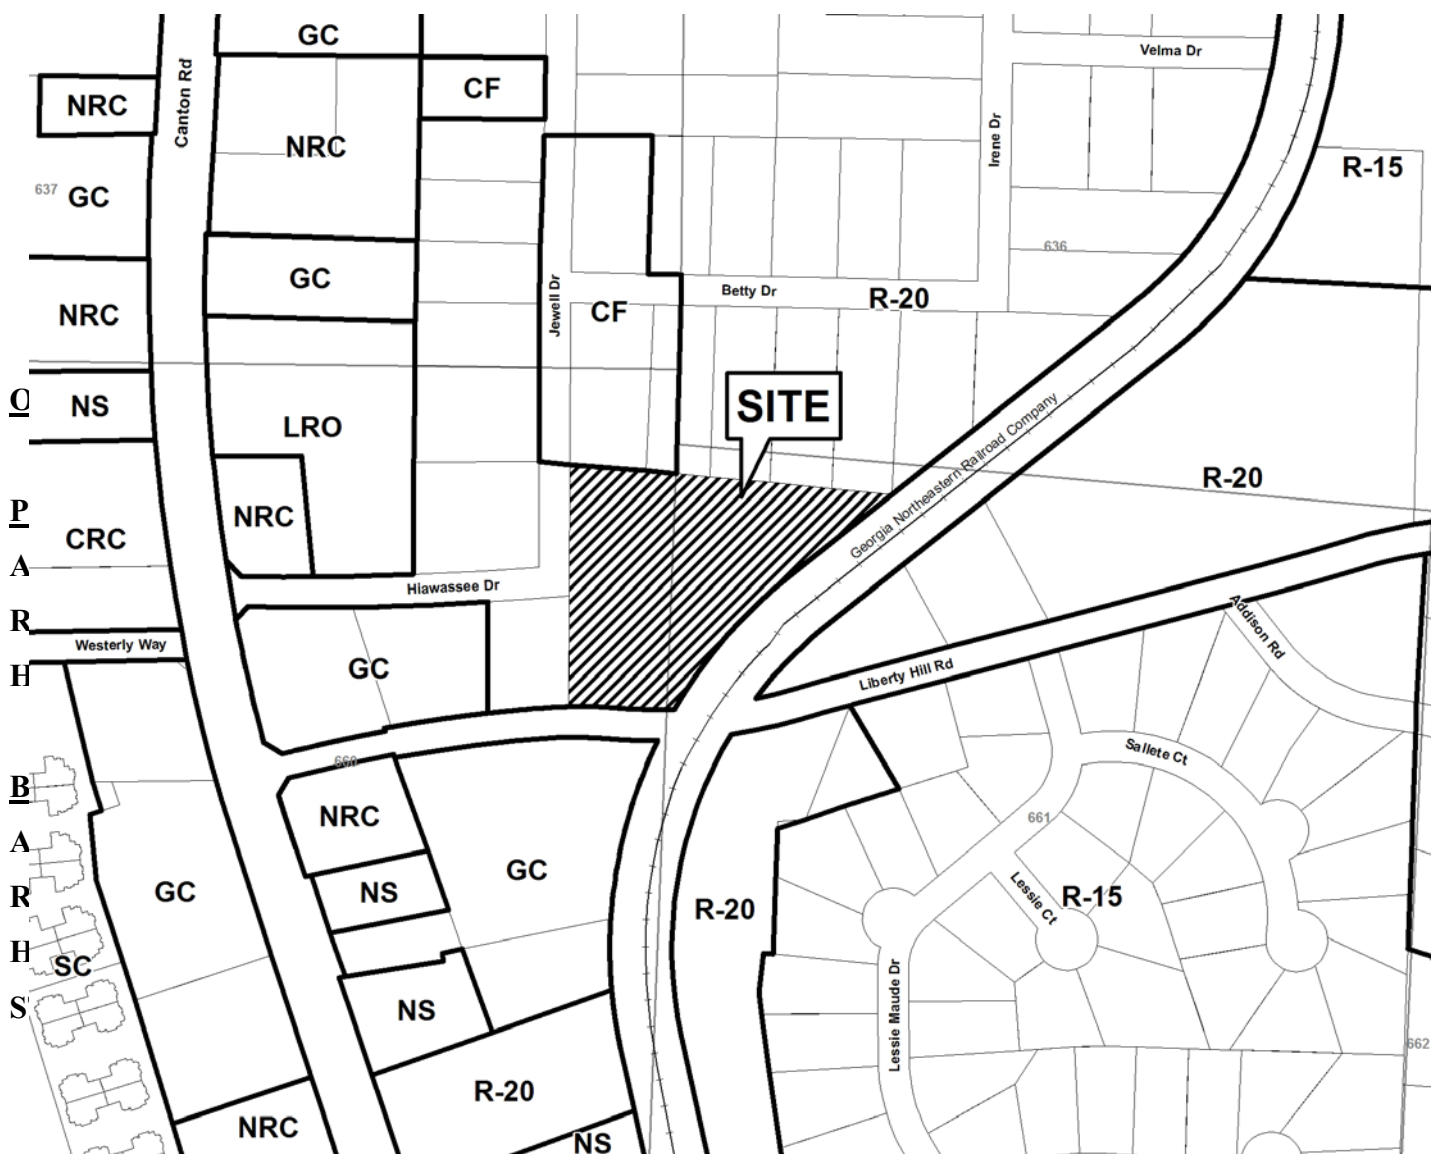 GC
Velma Dr
Canton Rd
CF
NRC
NRC
Irene Dr
R-15
637
GC
636
GC
Jewell Dr
Betty Dr
R-20
NRC
CF
O
NS
SITE
LRO
Georgia Northeastern Railroad Company
R-20
P
NRC
CRC
A
Hiawassee Dr
R
Addison Rd
Westerly Way
GC
Liberty Hill Rd
H
Sallete Ct
660
B
NRC
661
A
GC
NS
GC
R
Lessie Ct
R-15
R-20
H
SC
S
NS
Lessie Maude Dr
662
R-20
NRC
NS